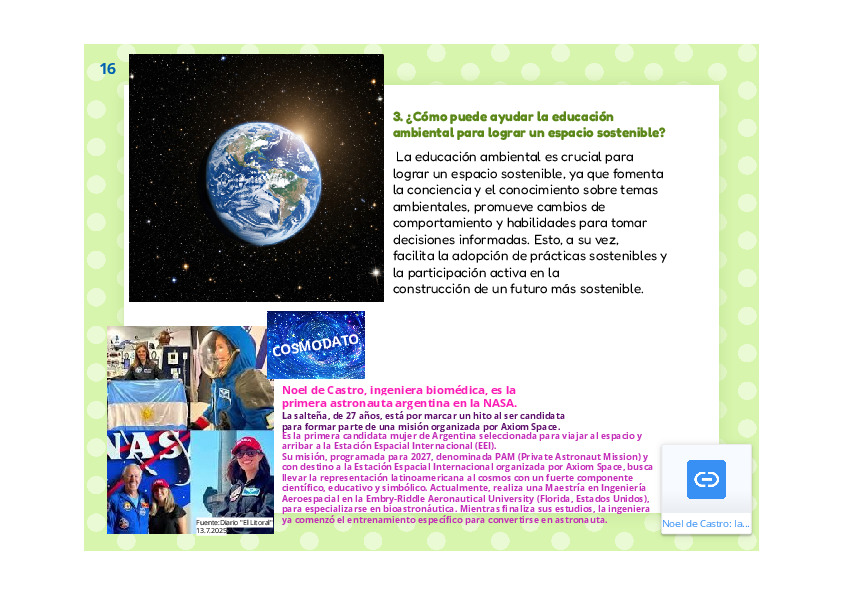 16
3. ¿Cómo puede ayudar la educación
ambiental para lograr un espacio sostenible?
La educación ambiental es crucial para
lograr un espacio sostenible, ya que fomenta
la conciencia y el conocimiento sobre temas
ambientales, promueve cambios de
comportamiento y habilidades para tomar
decisiones informadas. Esto, a su vez,
facilita la adopción de prácticas sostenibles y
la participación activa en la
construcción de un futuro más sostenible.
COSMODATO
Noel de Castro, ingeniera biomédica, es la
primera astronauta argentina en la NASA.
La salteña, de 27 años, está por marcar un hito al ser candidata
para formar parte de una misión organizada por Axiom Space.
Es la primera candidata mujer de Argentina seleccionada para viajar al espacio y
arribar a la Estación Espacial Internacional (EEI).
Su misión, programada para 2027, denominada PAM (Private Astronaut Mission) y
con destino a la Estación Espacial Internacional organizada por Axiom Space, busca
llevar la representación latinoamericana al cosmos con un fuerte componente
científico, educativo y simbólico. Actualmente, realiza una Maestría en Ingeniería
Aeroespacial en la Embry-Riddle Aeronautical University (Florida, Estados Unidos),
para especializarse en bioastronáutica. Mientras finaliza sus estudios, la ingeniera
ya comenzó el entrenamiento específico para convertirse en astronauta.
NAS
Fuente:Diario "El Litoral"
13.7.2025
Noel de Castro: la...